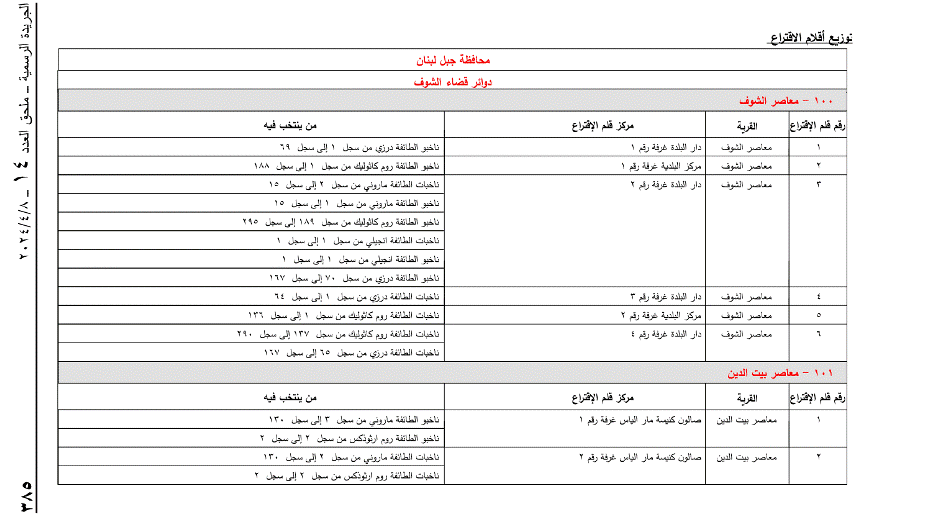 الجريدة الرسمية – ملحق العدد ١٤ – ٢٠٢٤/٤/٨
توزيع أقلام الاقتراع
محافظة جبل لبنان
دوائر قضاء الشوف
١٠٠ – معاصر الشوف
رقم قلم الإقتراع القرية مركز قلم الإقتراع من ينتخب فيه
١ معاصر الشوف دار البلدة غرفة رقم ١ ناخبو الطائفة درزي من سجل ١ إلى سجل ٦٩
٢ معاصر الشوف مركز البلدية غرفة رقم ١ ناخبو الطائفة روم كاثوليك من سجل ١ إلى سجل ١٨٨
٣ معاصر الشوف دار البلدة غرفة رقم ٢ ناخبات الطائفة ماروني من سجل ٢ إلى سجل ١٥
ناخبو الطائفة ماروني من سجل ١ إلى سجل ١٥
ناخبو الطائفة روم كاثوليك من سجل ١٨٩ إلى سجل ٢٩٥
ناخبات الطائفة انجيلي من سجل ١ إلى سجل ١
ناخبو الطائفة انجيلي من سجل ١ إلى سجل ١
ناخبو الطائفة درزي من سجل ٧٠ إلى سجل ١٦٧
٤ معاصر الشوف دار البلدة غرفة رقم ٣ ناخبات الطائفة درزي من سجل ١ إلى سجل ٦٤
٥ معاصر الشوف مركز البلدية غرفة رقم ٢ ناخبات الطائفة روم كاثوليك من سجل ١ إلى سجل ١٣٦
٦ معاصر الشوف دار البلدة غرفة رقم ٤ ناخبات الطائفة روم كاثوليك من سجل ١٣٧ إلى سجل ٢٩٠
ناخبات الطائفة درزي من سجل ٦٥ إلى سجل ١٦٧
١٠١ – معاصر بيت الدين
رقم قلم الإقتراع القرية مركز قلم الإقتراع من ينتخب فيه
١ معاصر بيت الدين صالون كنيسة مار الياس غرفة رقم ١ ناخبو الطائفة ماروني من سجل ٣ إلى سجل ١٣٠
ناخبو الطائفة روم ارثوذكس من سجل ٢ إلى سجل ٢
٢ معاصر بيت الدين صالون كنيسة مار الياس غرفة رقم ٢ ناخبات الطائفة ماروني من سجل ٢ إلى سجل ١٣٠
ناخبات الطائفة روم ارثوذكس من سجل ٢ إلى سجل ٢
٣٨٥